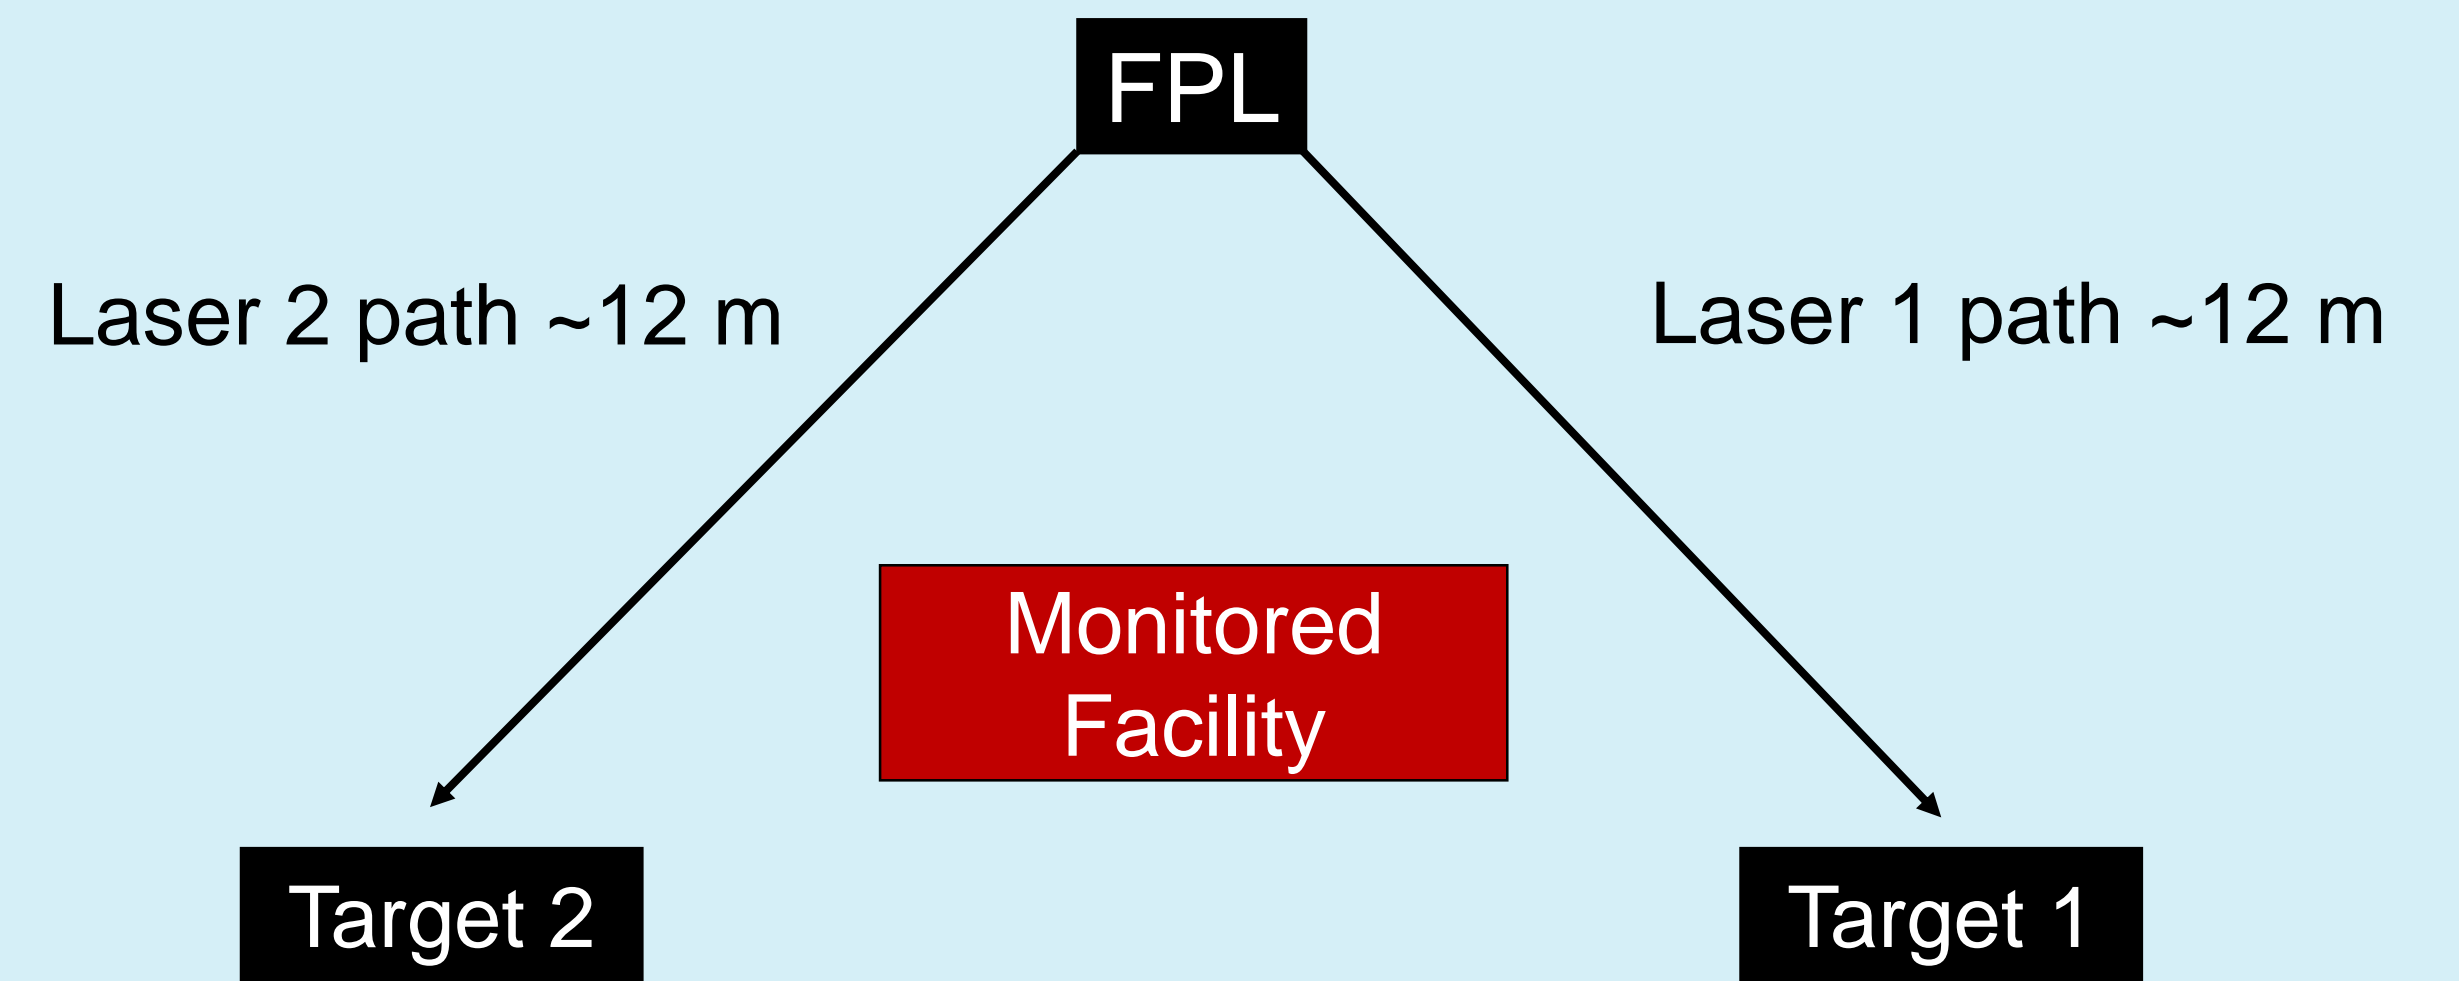 FPL
Laser 2 path ~12 m
Laser 1 path ~12 m
Monitored
Facility
Target 2
Target 1